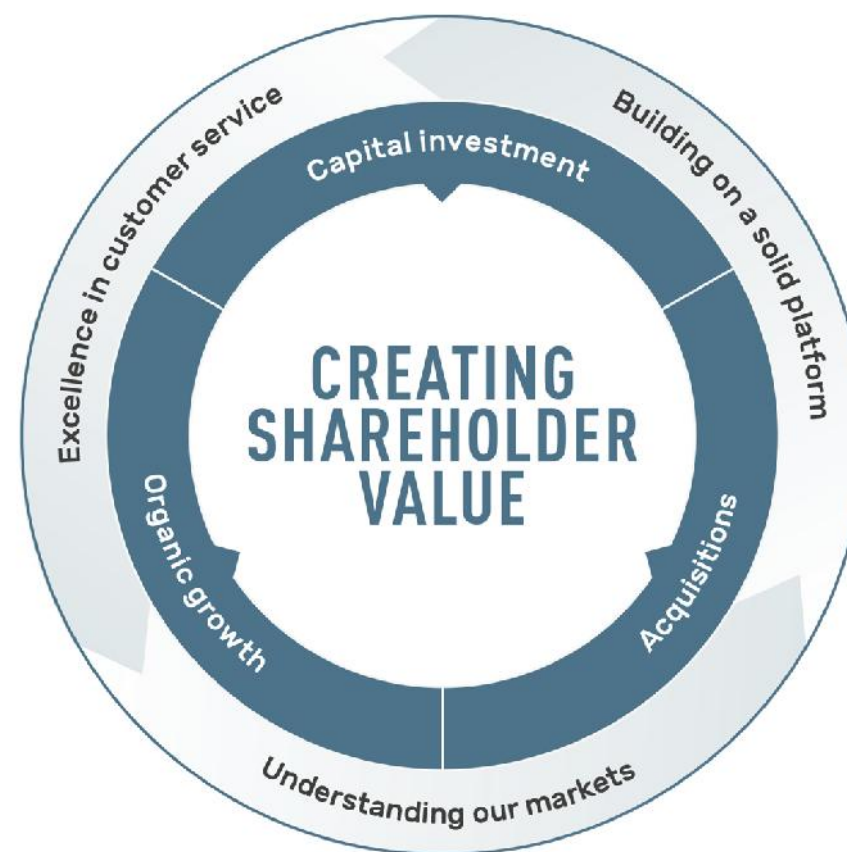 Excellence in customer service
Building on a solid platform
Capital investment
CREATING
SHAREHOLDER
VALUE
Organic growth
Acquisitions
Understanding our markets